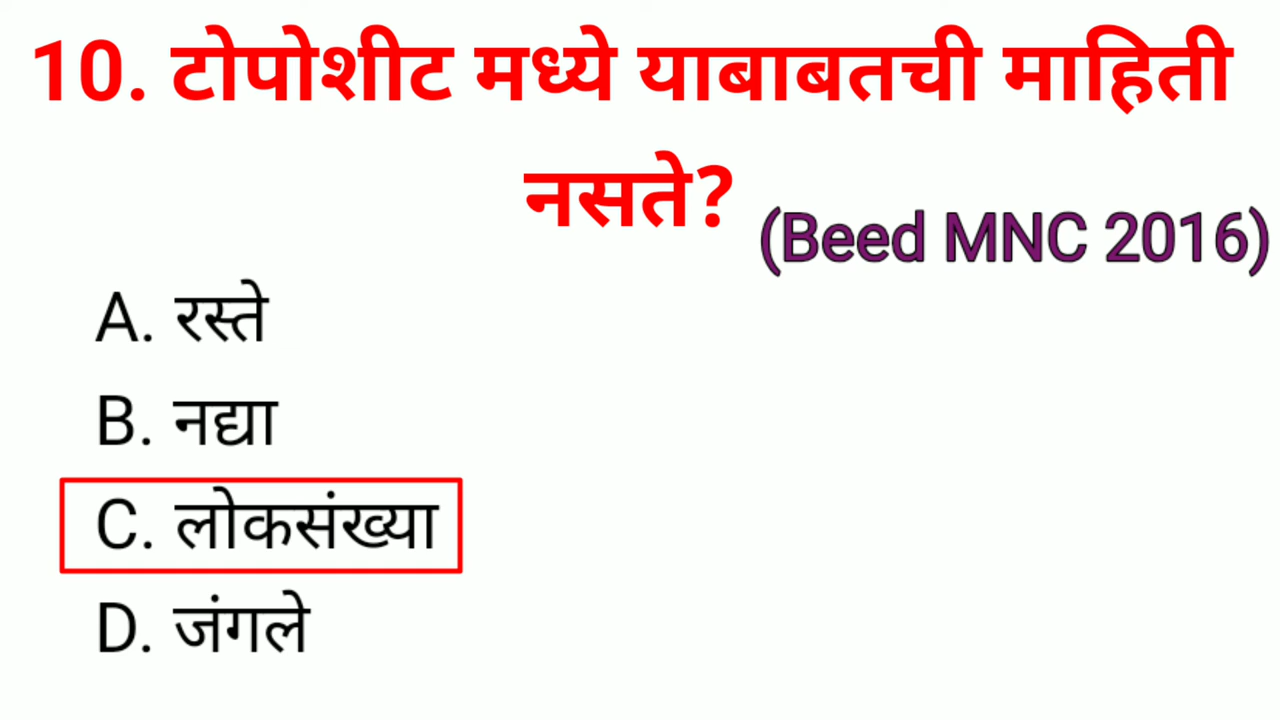 10. टोपोशीट मध्ये याबाबतची माहिती
नसते?
(Beed MNC 2016)
A. रस्ते
B. नद्या
C. लोकसंख्या
D. जंगले